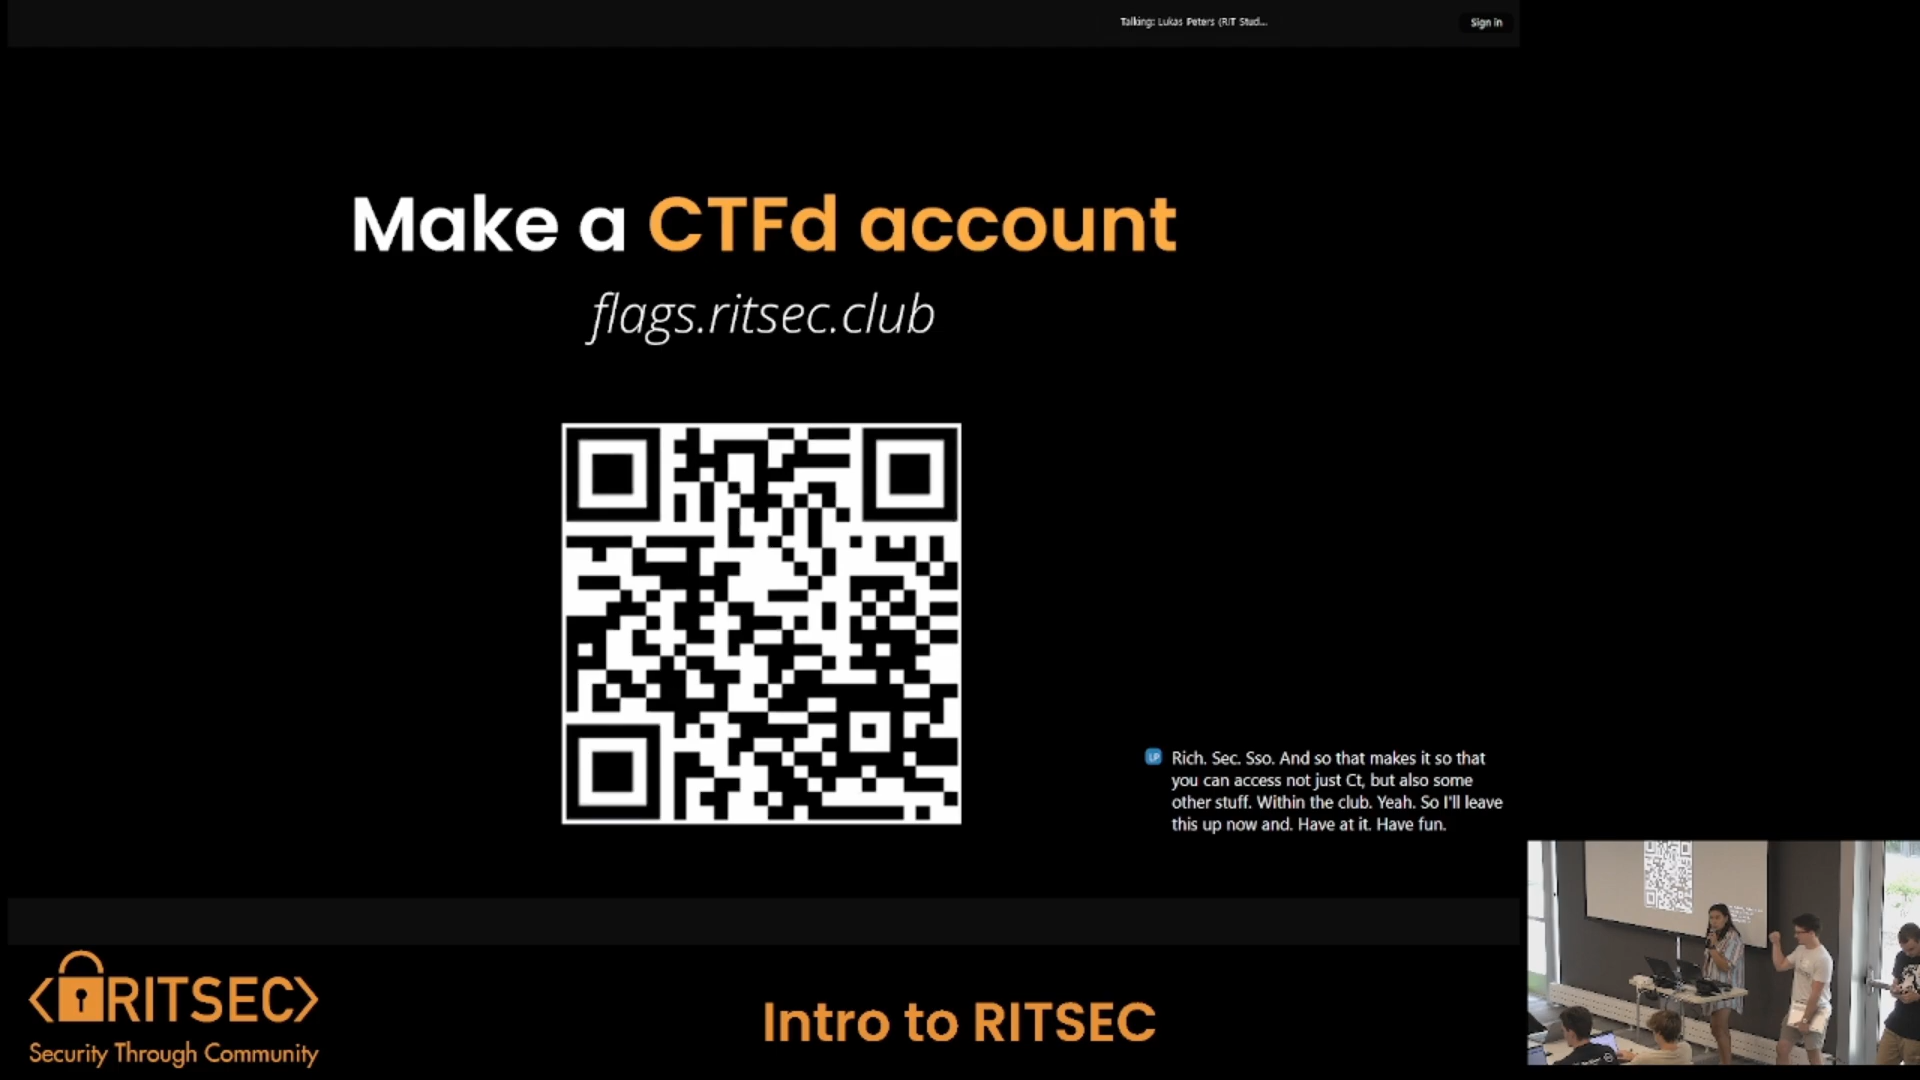 Talking: Lukas Peters (RIT Stud...
Sign in
Make a CTFd account
flags.ritsec.club
LP
Rich. Sec. Sso. And so that makes it so that
you can access not just Ct, but also some
other stuff. Within the club. Yeah. So I'll leave
this up now and. Have at it. Have fun.
<RITSEC>
Security Through Community
Intro to RITSEC